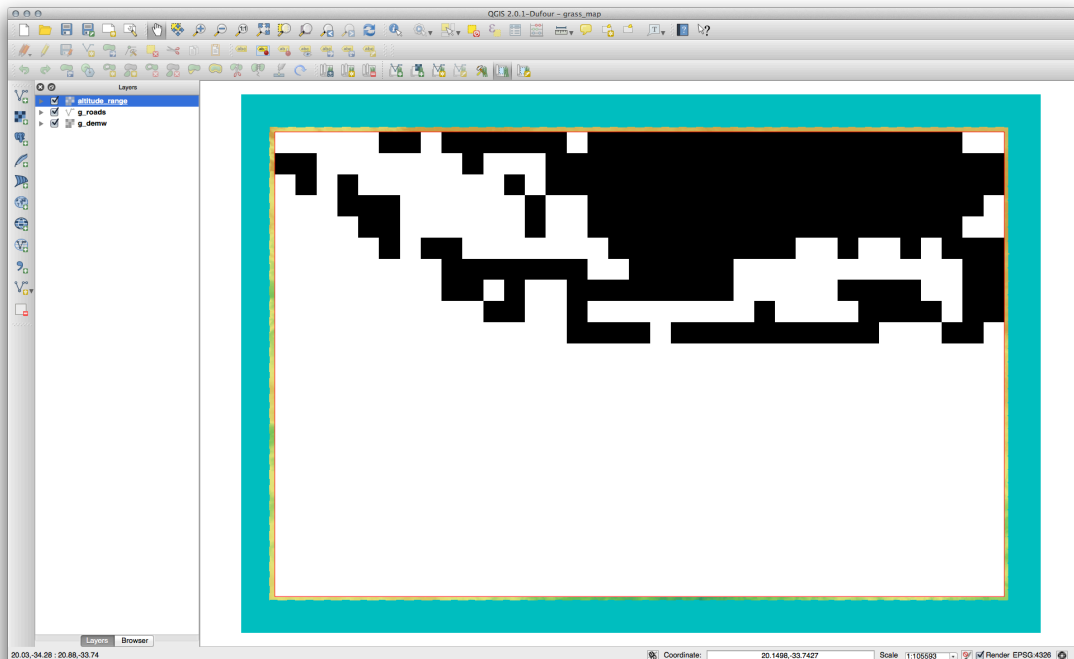 QGIS 2.0.1-Dufour - grass_map
Layers
altitude_range
g_roads
g_demw
Layers
Browser
20.03,-34.28 : 20.88,-33.74
Coordinate:
20.1498,-33.7427
Scale
1:105593
Render
EPSG:4326